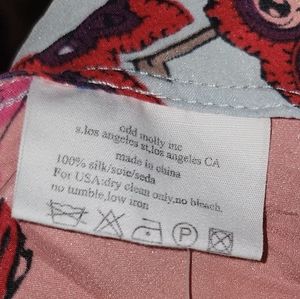 odd molly inc
s.los angeles st,los angeles CA
made in china
100% silk/soie/seda
For USA:dry clean only,no bleach,
no tumble,low iron
P